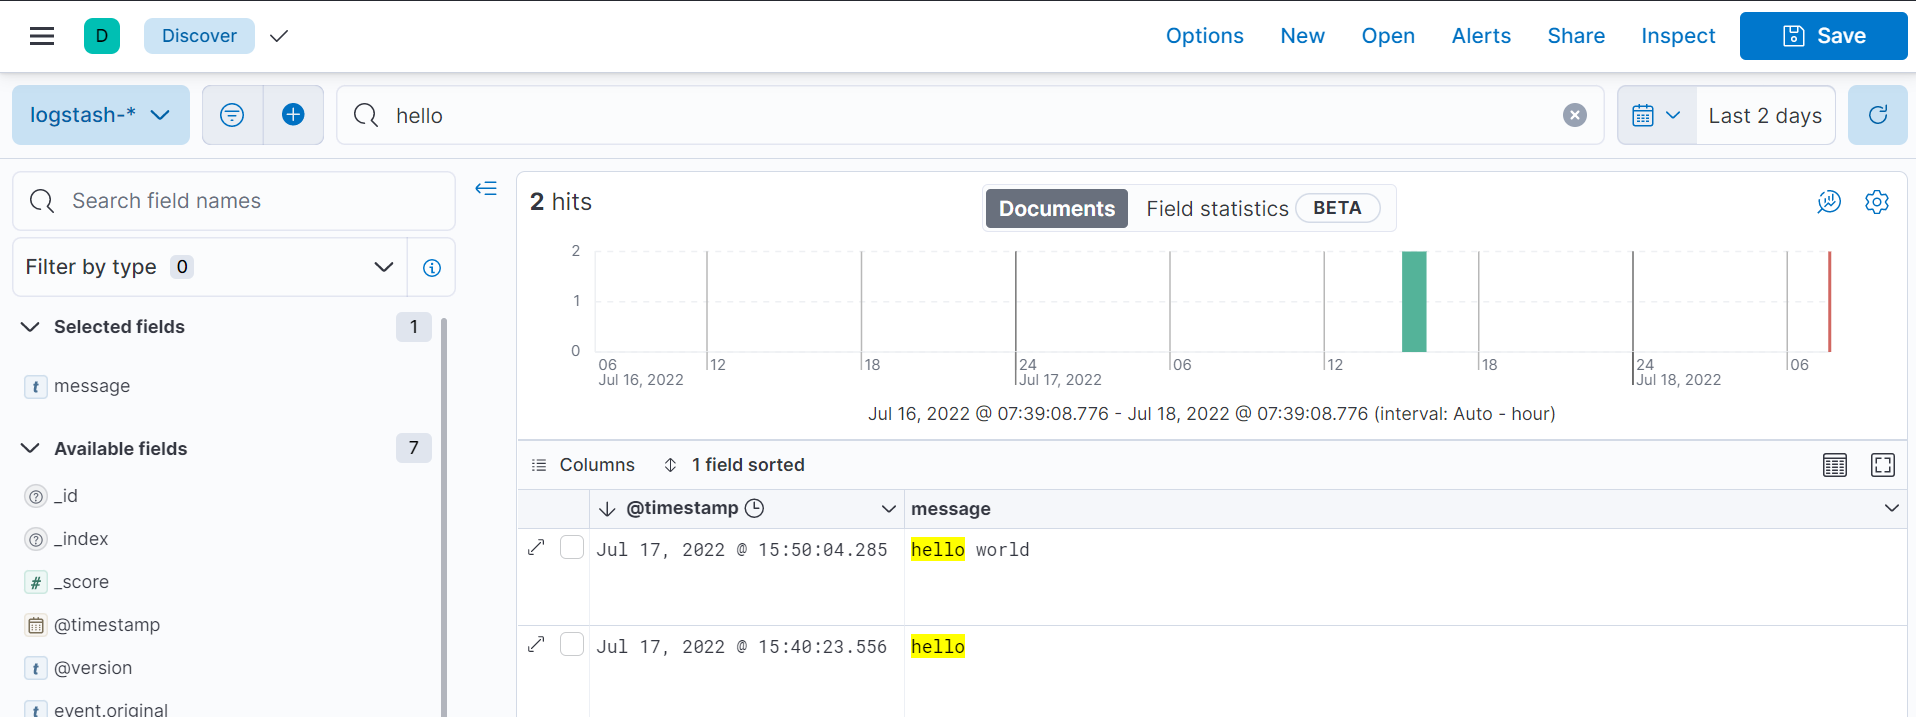 D Discover Options New Open Alerts Share Inspect Save
logstash-* hello Last 2 days
Search field names
Filter by type 0
Selected fields 1
t message
Available fields 7
_id
_index
# _score
@timestamp
t @version
t event.original
2 hits Documents Field statistics BETA
2
1
0
06 12 18 24 06 12 18 24 06
Jul 16, 2022 Jul 17, 2022 Jul 18, 2022
Jul 16, 2022 @ 07:39:08.776 - Jul 18, 2022 @ 07:39:08.776 (interval: Auto - hour)
Columns 1 field sorted
@timestamp message
Jul 17, 2022 @ 15:50:04.285 hello world
Jul 17, 2022 @ 15:40:23.556 hello